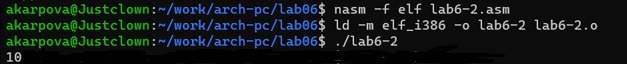 akarpova@Justclown:~/work/arch-pc/lab06$ nasm -f elf lab6-2.asm
akarpova@Justclown:~/work/arch-pc/lab06$ ld -m elf_i386 -o lab6-2 lab6-2.o
akarpova@Justclown:~/work/arch-pc/lab06$ ./lab6-2
10